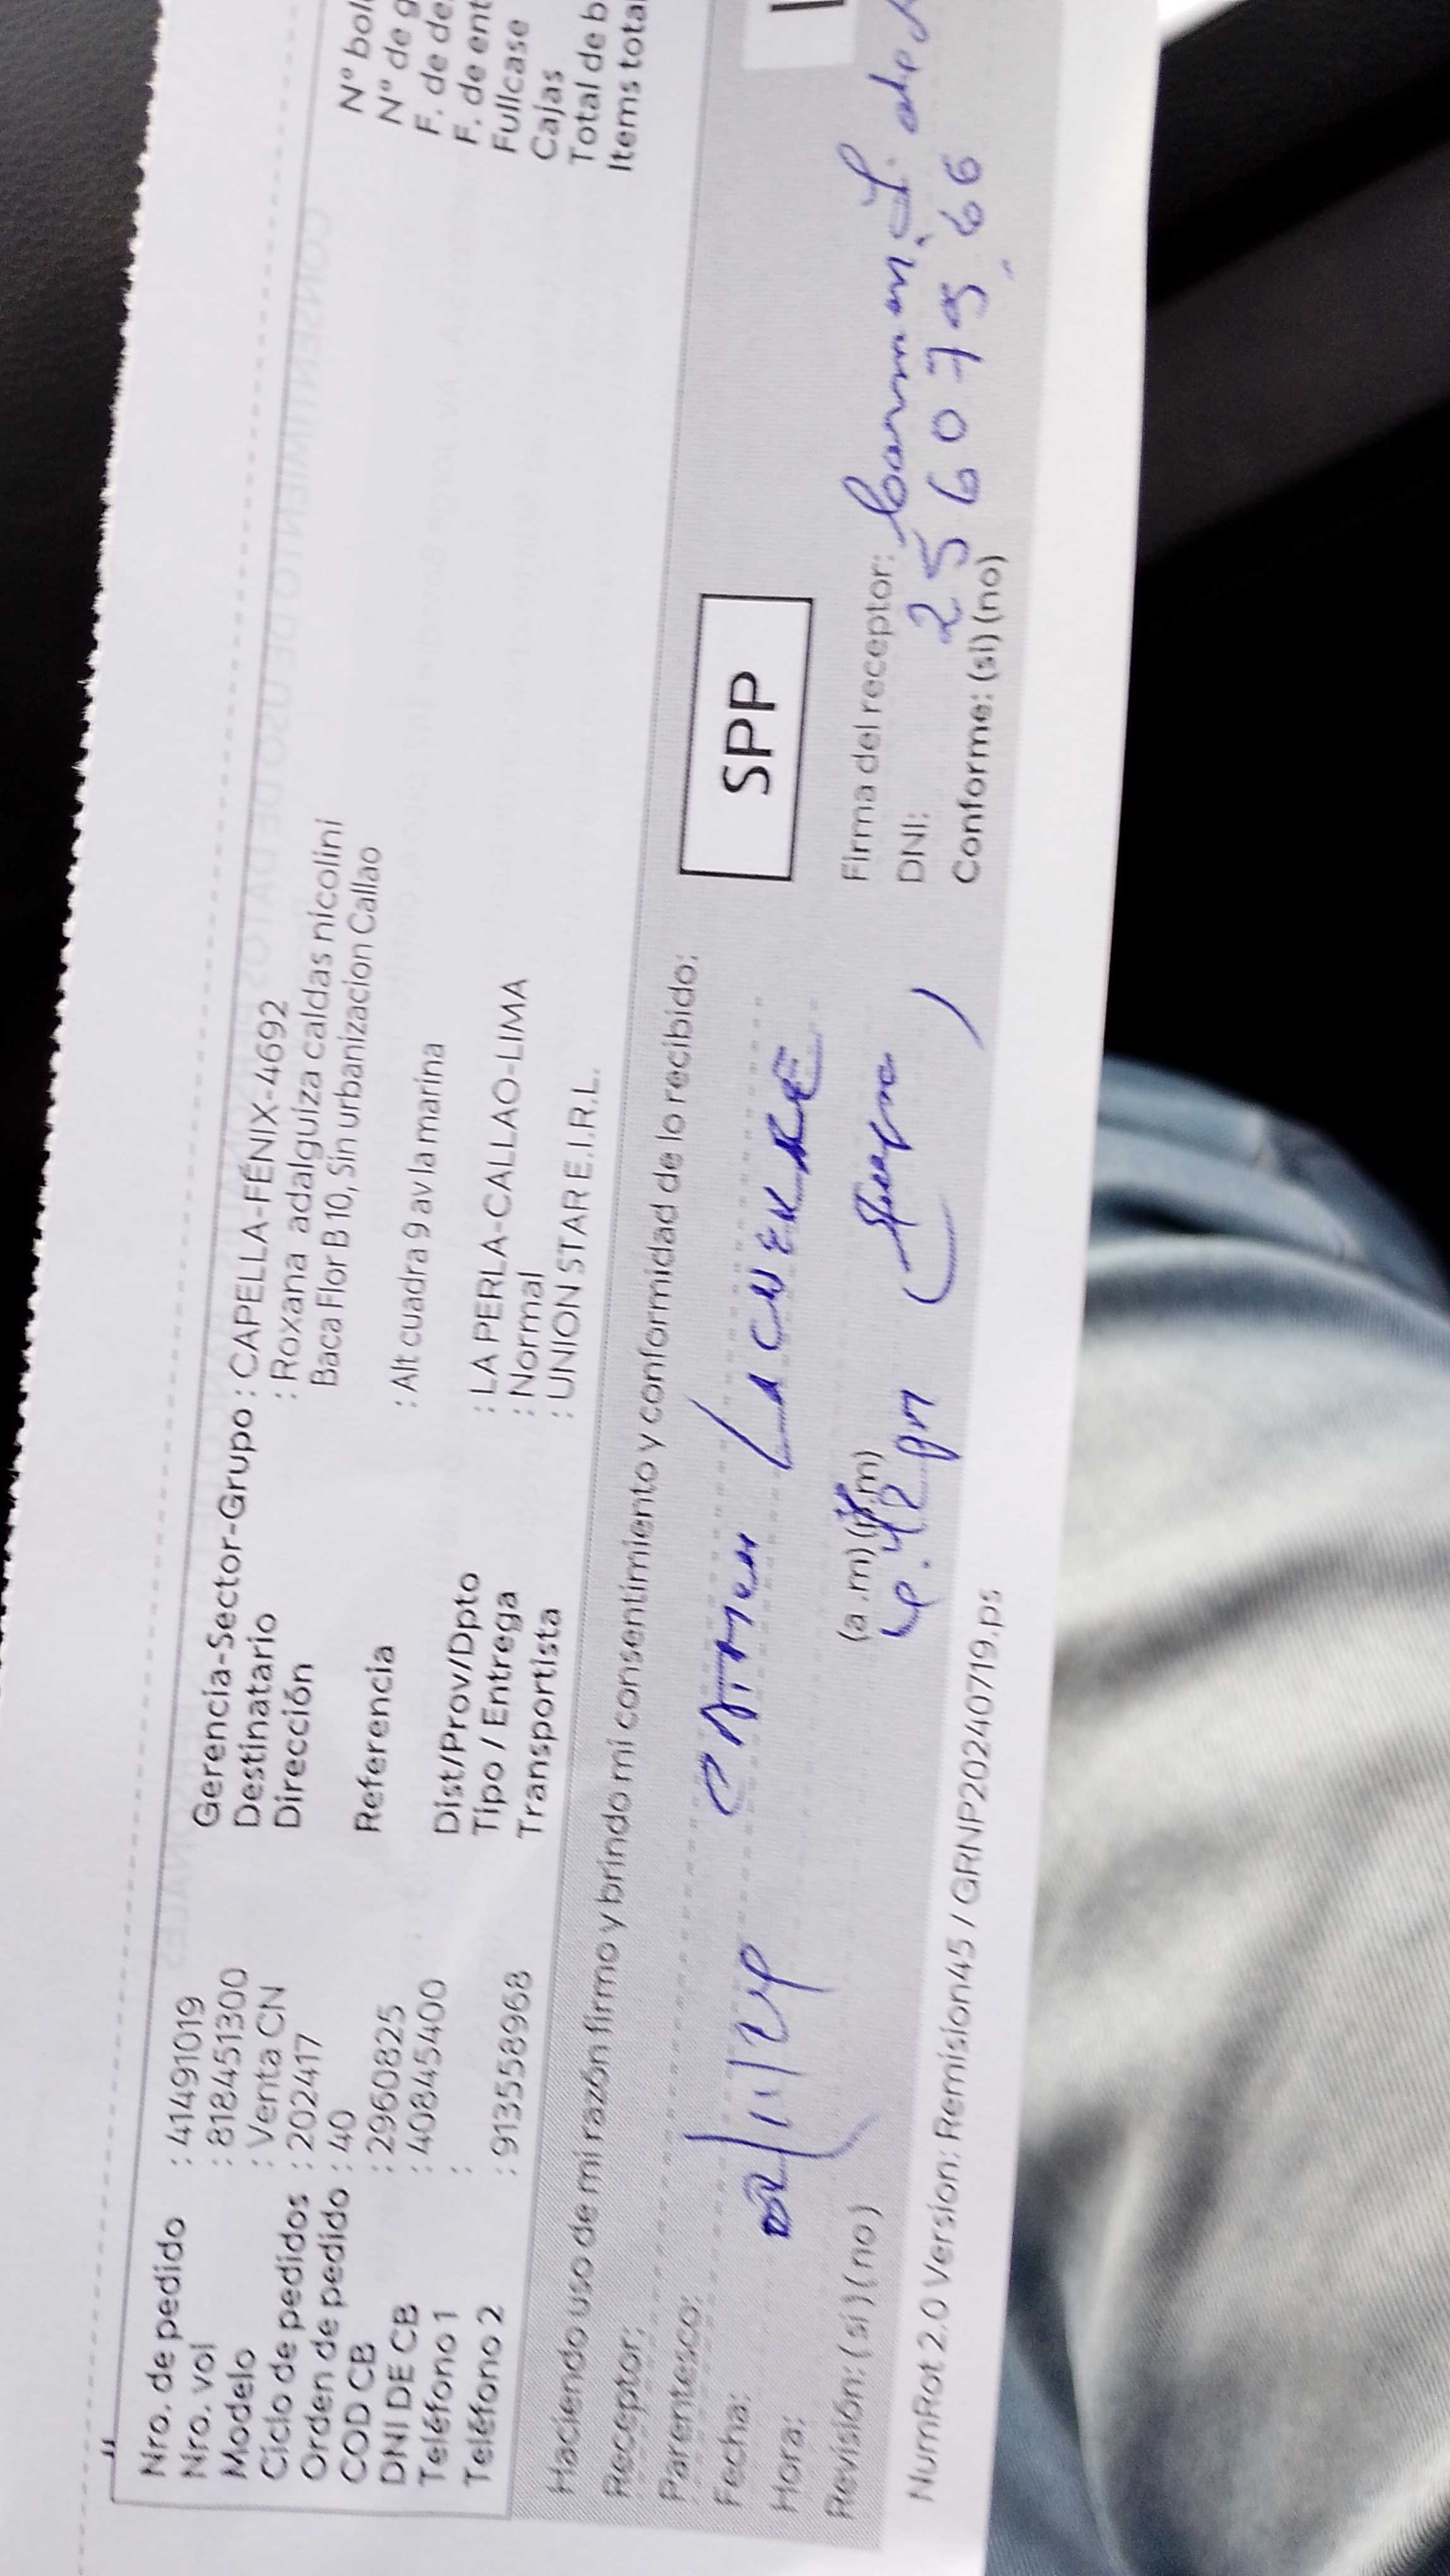 Nro. de pedido : 41491019
Nro. vol : 818451300
Modelo : Venta CN
Ciclo de pedidos : 202417
Orden de pedido : 40
COD CB : 2960825
DNI DE CB : 40845400
Teléfono 1 :
Teléfono 2 : 913558968
Gerencia-Sector-Grupo : CAPELLA-FÉNIX-4692
Destinatario : Roxana adalguiza caldas nicolini
Dirección Baca Flor B 10, Sin urbanizacion Callao
Referencia : Alt cuadra 9 av la marina
Dist/Prov/Dpto : LA PERLA-CALLAO-LIMA
Tipo / Entrega : Normal
Transportista : UNION STAR E.I.R.L.
Nº bol
Nº de g
F. de de
F. de ent
Fullcase
Cajas
Total de b
Items tota
Haciendo uso de mi razón firmo y brindo mi consentimiento y conformidad de lo recibido:
Receptor:
Parentesco: Carmen
Fecha:
Hora: (a.m) (p.m)
Revisión: (si) (no) pm
SPP
Firma del receptor:
DNI: 25607566
Conforme: (si) (no)
NumRot 2.0 Version: Remision45 / GRNP20240719.ps